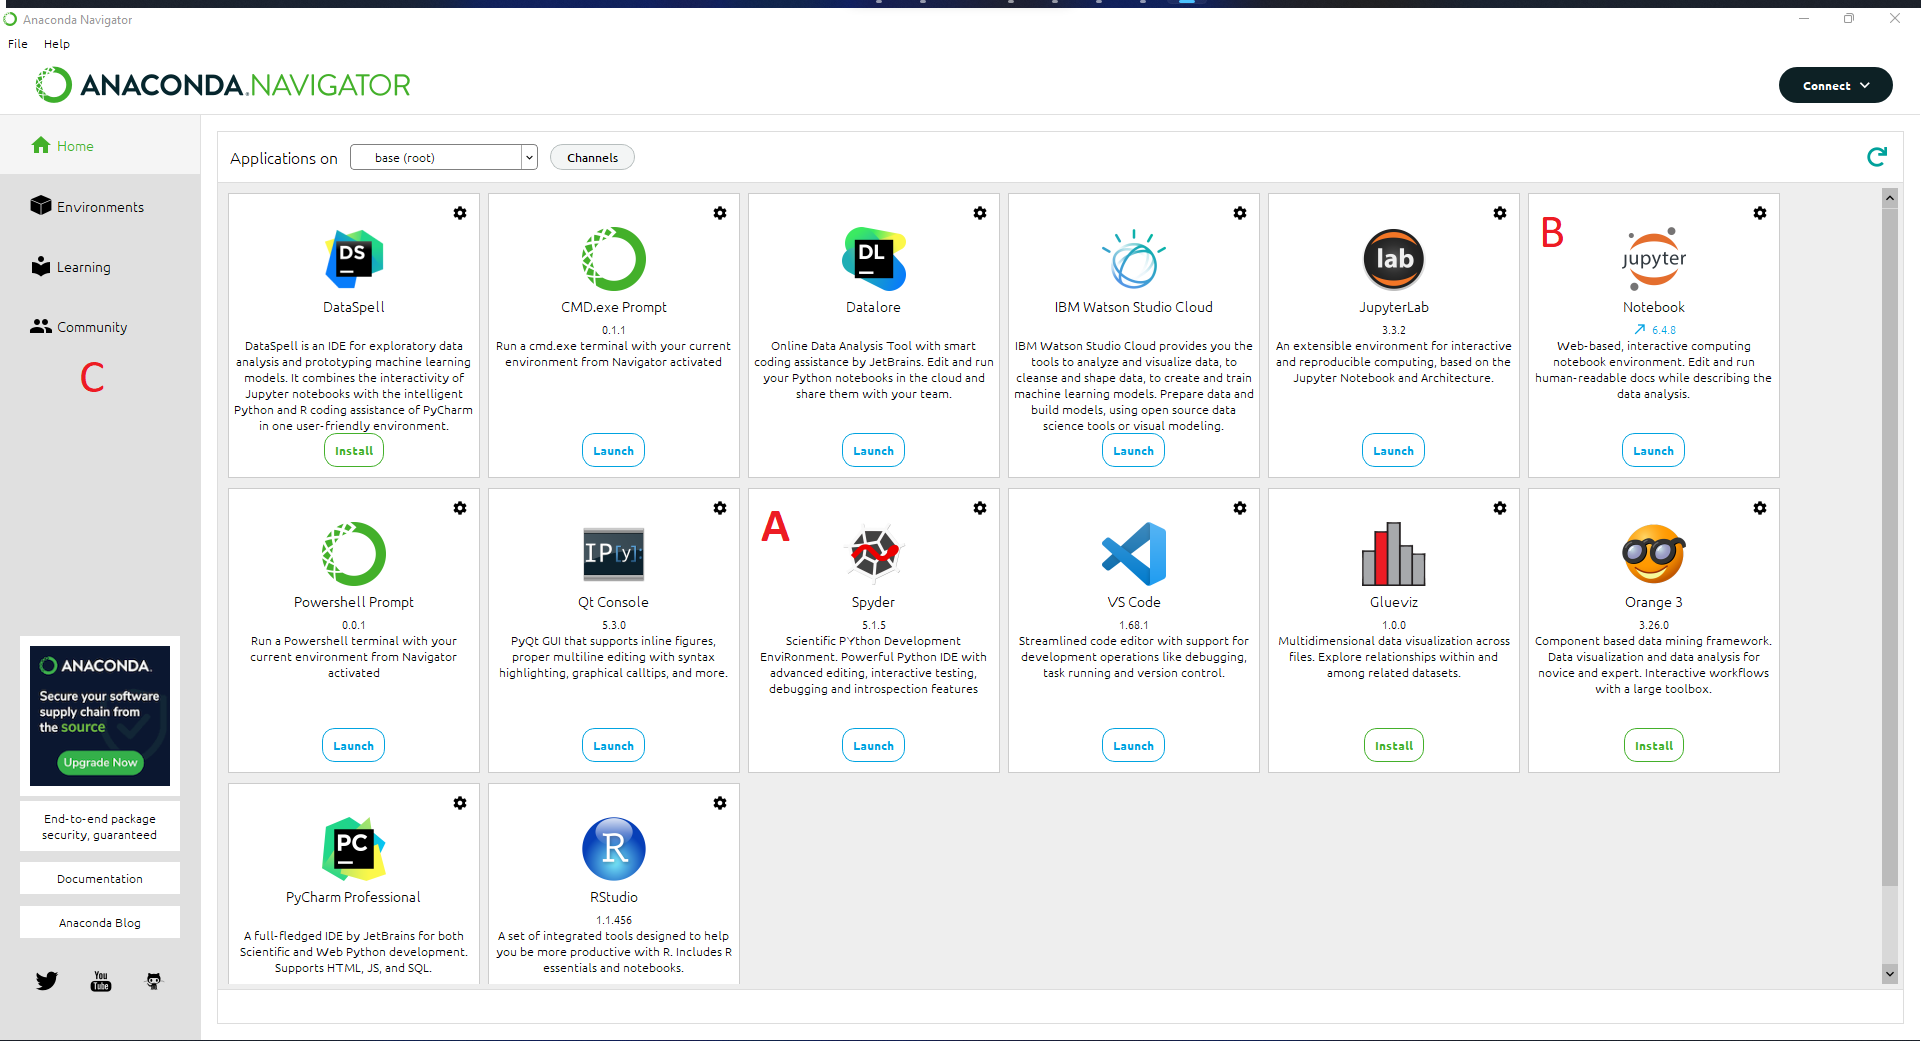 Anaconda Navigator
File Help
ANACONDA.NAVIGATOR
Connect
Home
Environments
Learning
Community
C
ANACONDA.
Secure your software
supply chain from
the source
Upgrade Now
End-to-end package
security, guaranteed
Documentation
Anaconda Blog
You
Tube
Applications on base (root) Channels
DS
DataSpell
DataSpell is an IDE for exploratory data
analysis and prototyping machine learning
models. It combines the interactivity of
Jupyter notebooks with the intelligent
Python and R coding assistance of PyCharm
in one user-friendly environment.
Install
CMD.exe Prompt
0.1.1
Run a cmd.exe terminal with your current
environment from Navigator activated
Launch
DL
Datalore
Online Data Analysis Tool with smart
coding assistance by JetBrains. Edit and run
your Python notebooks in the cloud and
share them with your team.
Launch
IBM Watson Studio Cloud
IBM Watson Studio Cloud provides you the
tools to analyze and visualize data, to
cleanse and shape data, to create and train
machine learning models. Prepare data and
build models, using open source data
science tools or visual modeling.
Launch
lab
JupyterLab
3.3.2
An extensible environment for interactive
and reproducible computing, based on the
Jupyter Notebook and Architecture.
Launch
B
jupyter
Notebook
6.4.8
Web-based, interactive computing
notebook environment. Edit and run
human-readable docs while describing the
data analysis.
Launch
Powershell Prompt
0.0.1
Run a Powershell terminal with your
current environment from Navigator
activated
Launch
IP[y]:
Qt Console
5.3.0
PyQt GUI that supports inline figures,
proper multiline editing with syntax
highlighting, graphical calltips, and more.
Launch
A
Spyder
5.1.5
Scientific PYthon Development
EnviRonment. Powerful Python IDE with
advanced editing, interactive testing,
debugging and introspection features
Launch
VS Code
1.68.1
Streamlined code editor with support for
development operations like debugging,
task running and version control.
Launch
Glueviz
1.0.0
Multidimensional data visualization across
files. Explore relationships within and
among related datasets.
Install
Orange 3
3.26.0
Component based data mining framework.
Data visualization and data analysis for
novice and expert. Interactive workflows
with a large toolbox.
Install
PC
PyCharm Professional
A full-fledged IDE by JetBrains for both
Scientific and Web Python development.
Supports HTML, JS, and SQL.
R
RStudio
1.1.456
A set of integrated tools designed to help
you be more productive with R. Includes R
essentials and notebooks.